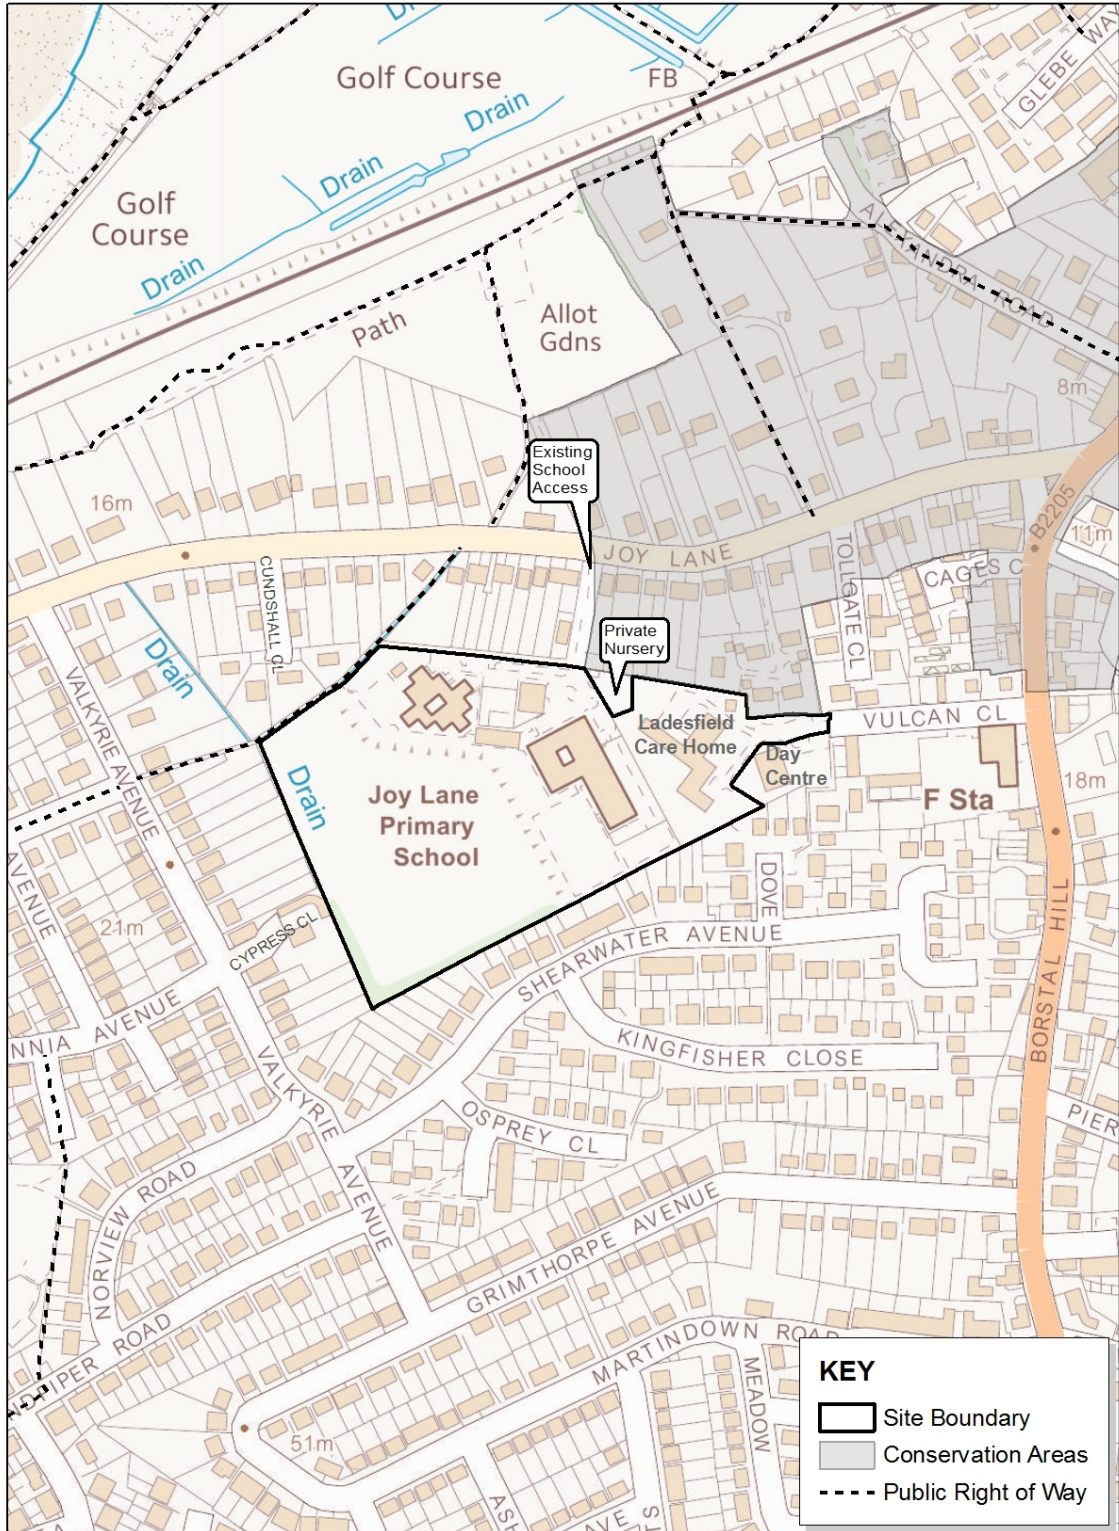 Golf Course
FB
GLEBE WAY
Drain
Drain
Golf
Course
Drain
ALEXANDRA ROAD
Path
Allot
Gdns
8m
Existing
School
Access
16m
B2205
11m
JOY LANE
TOLLGATE CL
CAGES C
CUNDSHALL CL
Private
Nursery
Drain
VALKYRIE AVENUE
Ladesfield
Care Home
VULCAN CL
Day
Centre
Drain
Joy Lane
Primary
School
F Sta
18m
AVENUE
21m
CYPRESS CL
DOVE
SHEARWATER AVENUE
BORSTAL HILL
NNIA AVENUE
KINGFISHER CLOSE
VALKYRIE AVENUE
OSPREY CL
PIER
NORVIEW ROAD
GRIMTHORPE AVENUE
NDPIPER ROAD
MARTINDOWN ROAD
MEADOW
51m
KEY
Site Boundary
Conservation Areas
Public Right of Way